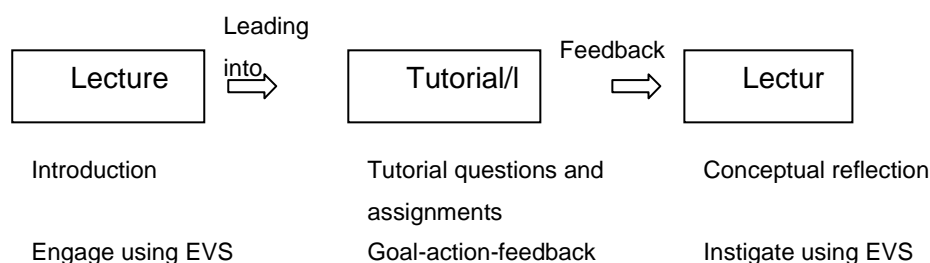 Leading
into
Feedback
Lecture
Tutorial/l
Lectur
Introduction
Tutorial questions and
assignments
Conceptual reflection
Engage using EVS
Goal-action-feedback
Instigate using EVS